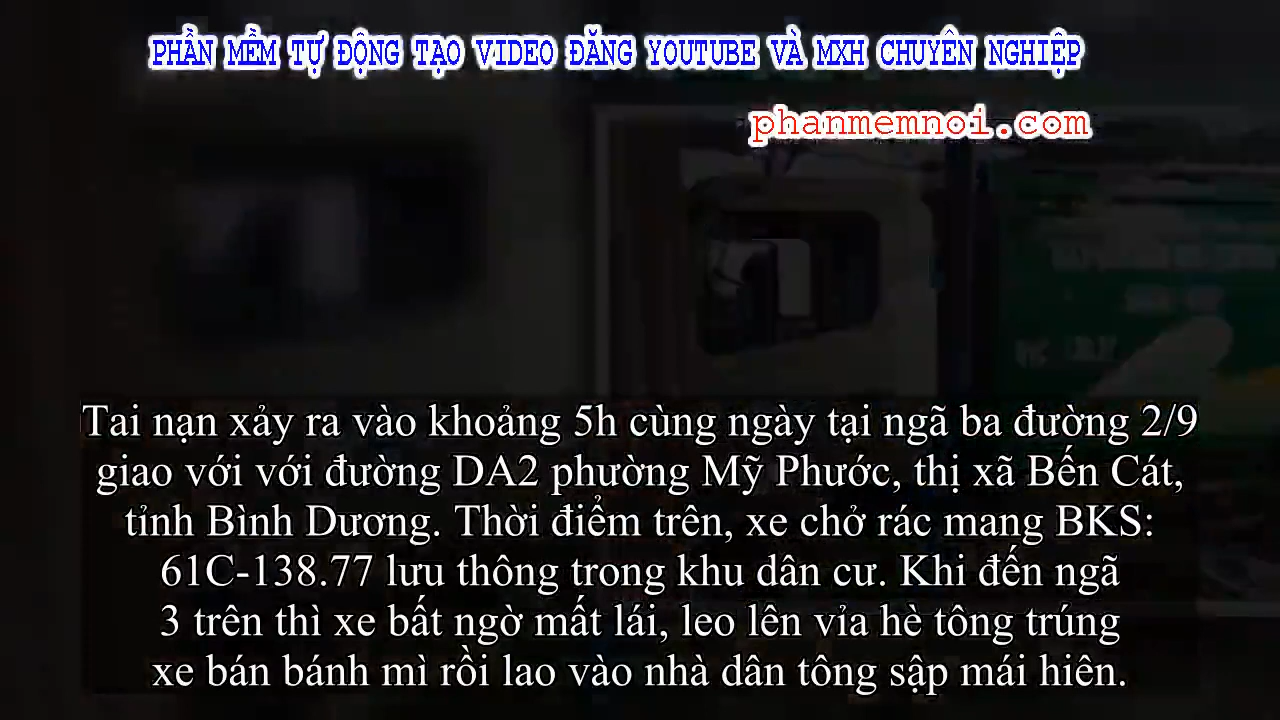 PHẦN MỀM TỰ ĐỘNG TẠO VIDEO ĐĂNG YOUTUBE VÀ MXH CHUYÊN NGHIỆP
phanmemnoi.com
Tai nạn xảy ra vào khoảng 5h cùng ngày tại ngã ba đường 2/9
giao với với đường DA2 phường Mỹ Phước, thị xã Bến Cát,
tỉnh Bình Dương. Thời điểm trên, xe chở rác mang BKS:
61C-138.77 lưu thông trong khu dân cư. Khi đến ngã
3 trên thì xe bất ngờ mất lái, leo lên vỉa hè tông trúng
xe bán bánh mì rồi lao vào nhà dân tông sập mái hiên.